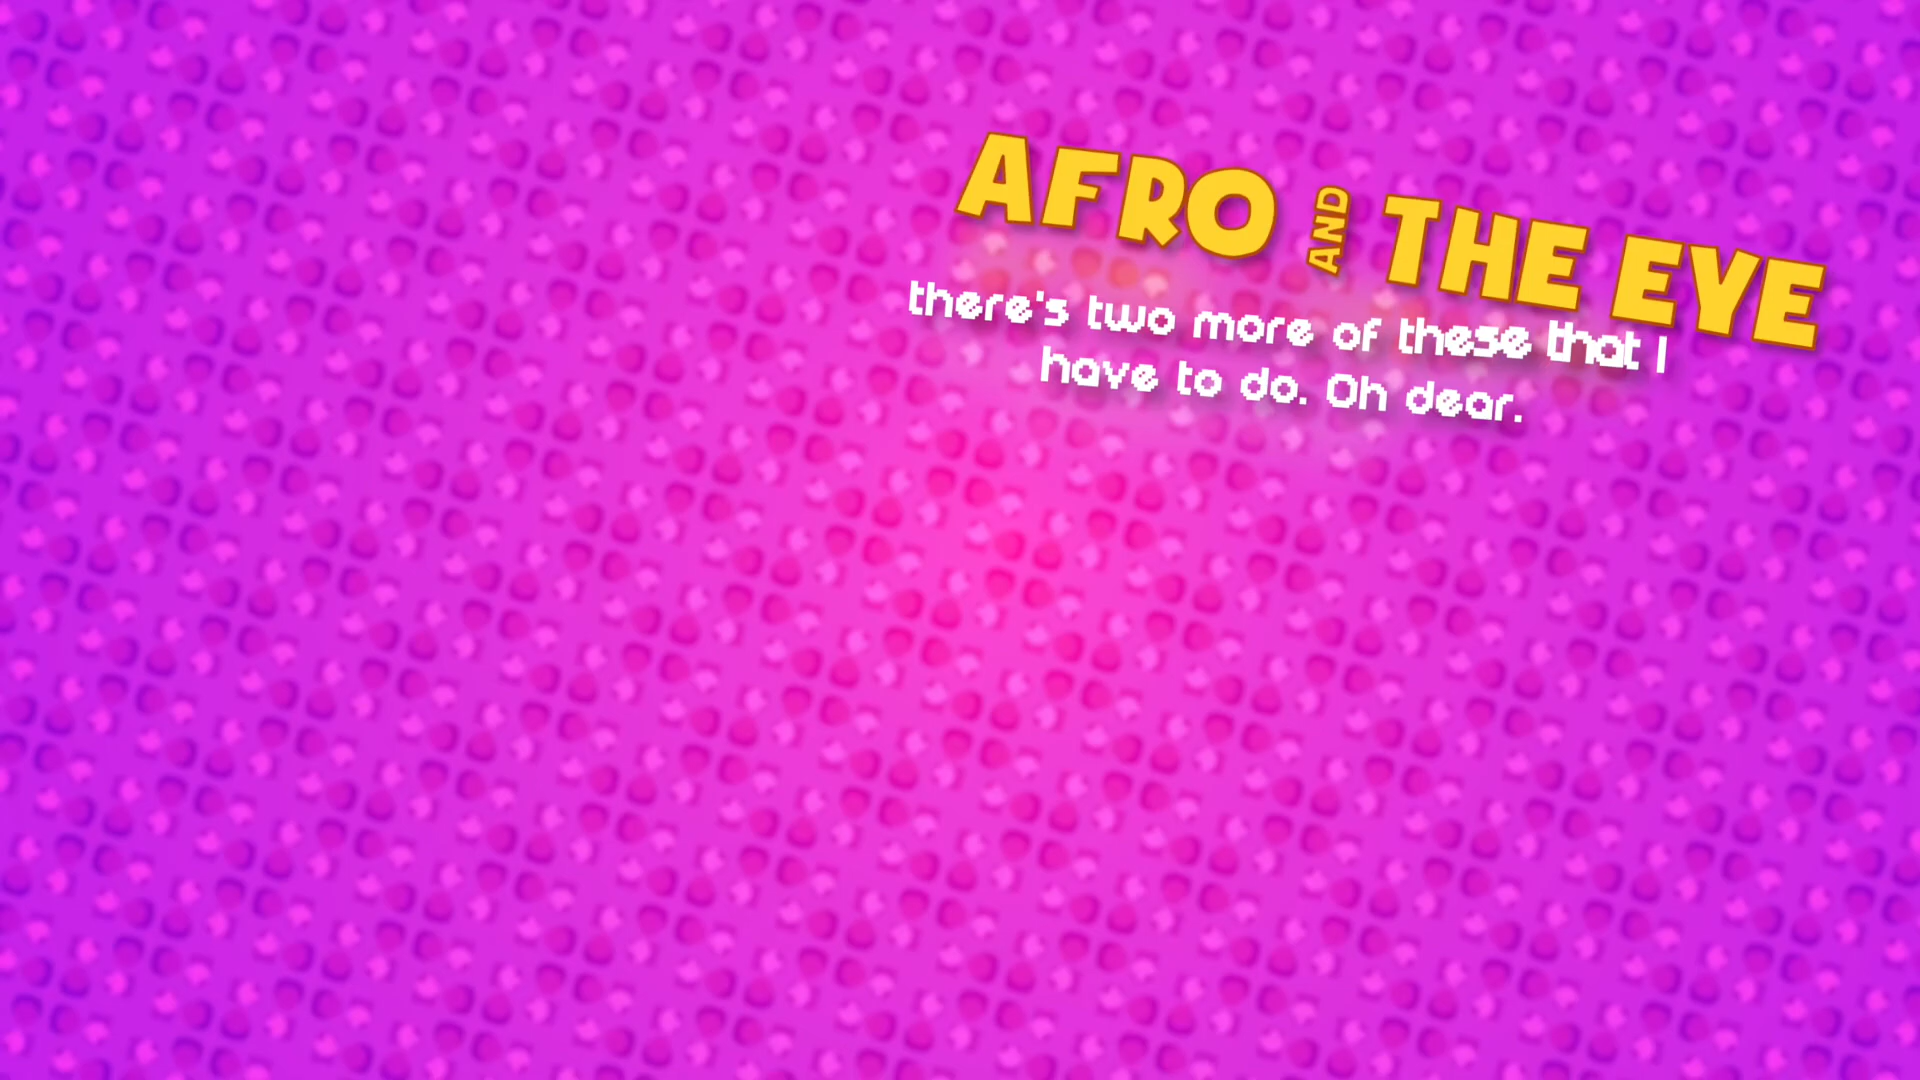 AFRO AND THE EYE
there's two more of these that I
have to do. Oh dear.